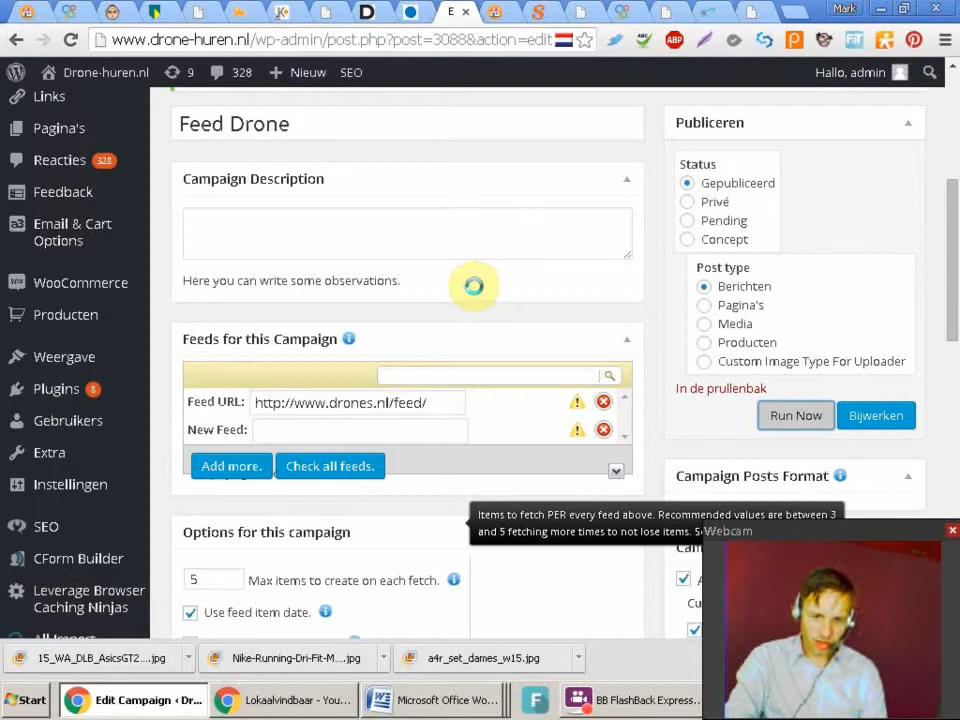 E
Mark
www.drone-huren.nl/wp-admin/post.php?post=3088&action=edit
ABP
Drone-huren.nl
9
328
Nieuw
SEO
Hallo, admin
Links
Pagina's
Reacties 328
Feedback
Email & Cart
Options
WooCommerce
Producten
Weergave
Plugins 8
Gebruikers
Extra
Instellingen
SEO
CForm Builder
Leverage Browser
Caching Ninjas
All Import
Feed Drone
Campaign Description
Here you can write some observations.
Feeds for this Campaign
Feed URL: http://www.drones.nl/feed/
New Feed:
Add more.
Check all feeds.
Options for this campaign
5 Max items to create on each fetch.
Use feed item date.
Items to fetch PER every feed above. Recommended values are between 3
and 5 fetching more times to not lose items.
Publiceren
Status
Gepubliceerd
Privé
Pending
Concept
Post type
Berichten
Pagina's
Media
Producten
Custom Image Type For Uploader
In de prullenbak
Run Now
Bijwerken
Campaign Posts Format
Webcam
15_WA_DLB_AsicsGT2....jpg
Nike-Running-Dri-Fit-M....jpg
a4r_set_dames_w15.jpg
Start
Edit Campaign ‹ Dr...
Lokaalvindbaar - You...
Microsoft Office Wo...
F
BB FlashBack Express...